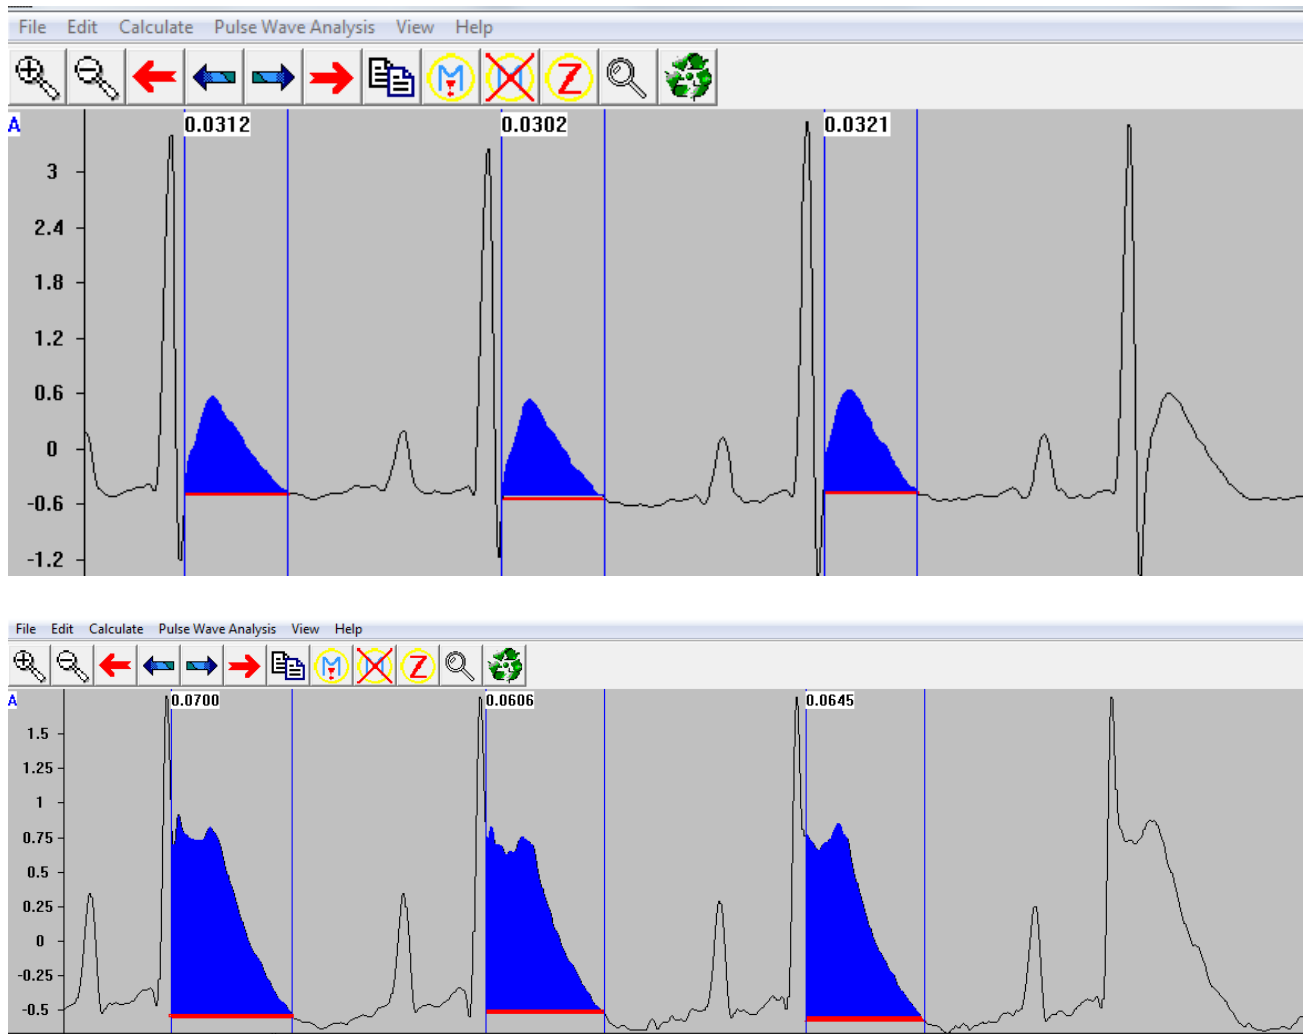 File Edit Calculate Pulse Wave Analysis View Help
M M Z
A 0.0312 0.0302 0.0321
3
2.4
1.8
1.2
0.6
0
-0.6
-1.2
File Edit Calculate Pulse Wave Analysis View Help
M M Z
A 0.0700 0.0606 0.0645
1.5
1.25
1
0.75
0.5
0.25
0
-0.25
-0.5